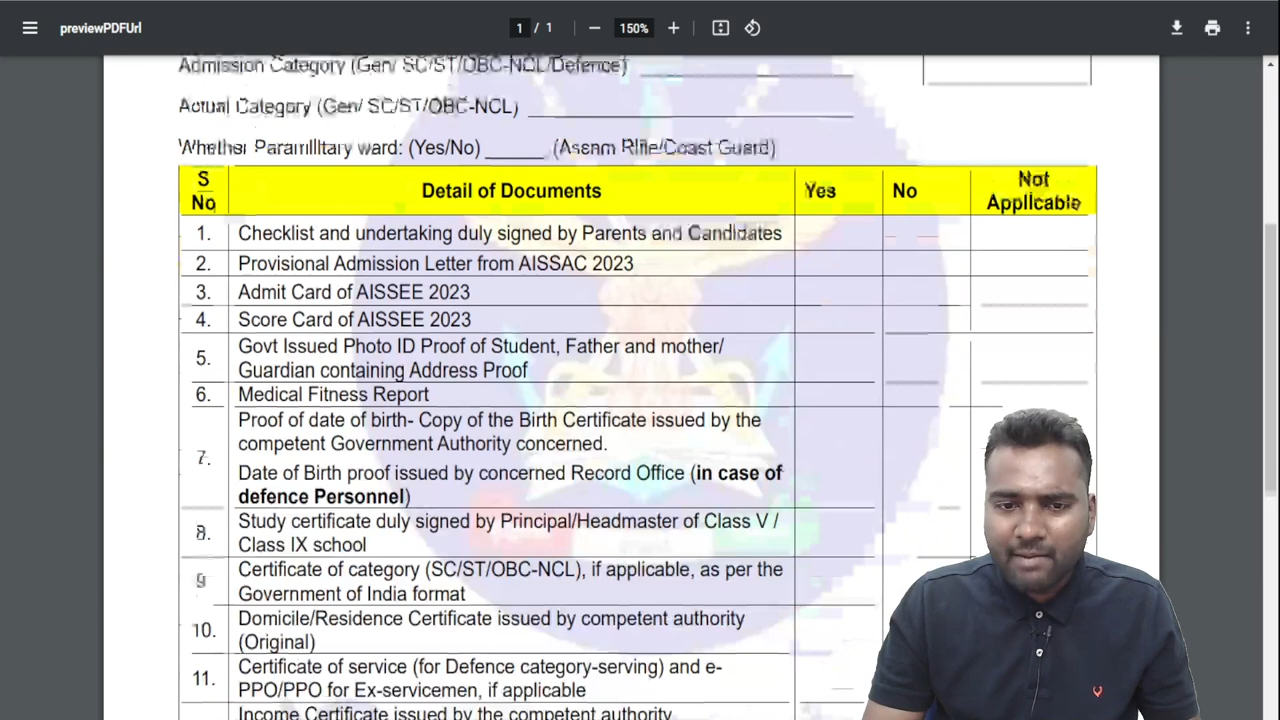 previewPDFUrl
1 / 1
150%
Admission Category (Gen/ SC/ST/OBC-NCL/Defence)
Actual Category (Gen/ SC/ST/OBC-NCL)
Whether Paramilitary ward: (Yes/No) ______ (Assam Rifle/Coast Guard)
S No Detail of Documents Yes No Not Applicable
1. Checklist and undertaking duly signed by Parents and Candidates
2. Provisional Admission Letter from AISSAC 2023
3. Admit Card of AISSEE 2023
4. Score Card of AISSEE 2023
5. Govt Issued Photo ID Proof of Student, Father and mother/
Guardian containing Address Proof
6. Medical Fitness Report
7. Proof of date of birth- Copy of the Birth Certificate issued by the
competent Government Authority concerned.
Date of Birth proof issued by concerned Record Office (in case of
defence Personnel)
8. Study certificate duly signed by Principal/Headmaster of Class V /
Class IX school
9 Certificate of category (SC/ST/OBC-NCL), if applicable, as per the
Government of India format
10. Domicile/Residence Certificate issued by competent authority
(Original)
11. Certificate of service (for Defence category-serving) and e-
PPO/PPO for Ex-servicemen, if applicable
Income Certificate issued by the competent authority.